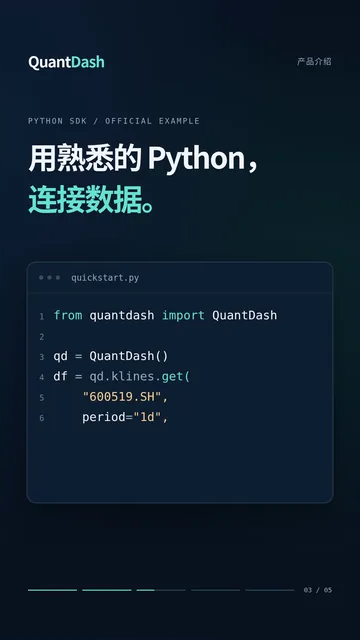 QuantDash
产品介绍
PYTHON SDK / OFFICIAL EXAMPLE
用熟悉的 Python，
连接数据。
quickstart.py
1 from quantdash import QuantDash
2
3 qd = QuantDash()
4 df = qd.klines.get(
5     "600519.SH",
6     period="1d",
03 / 05